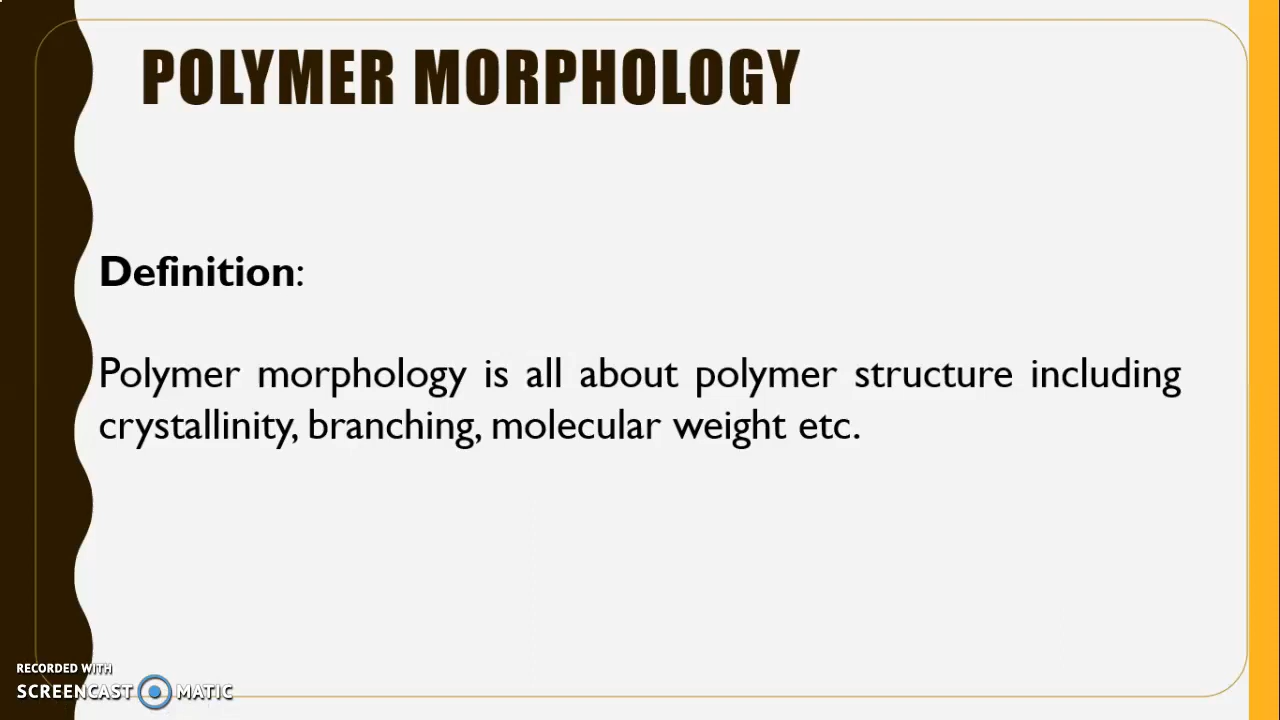 POLYMER MORPHOLOGY
Definition:
Polymer morphology is all about polymer structure including
crystallinity, branching, molecular weight etc.
RECORDED WITH
SCREENCAST MATIC